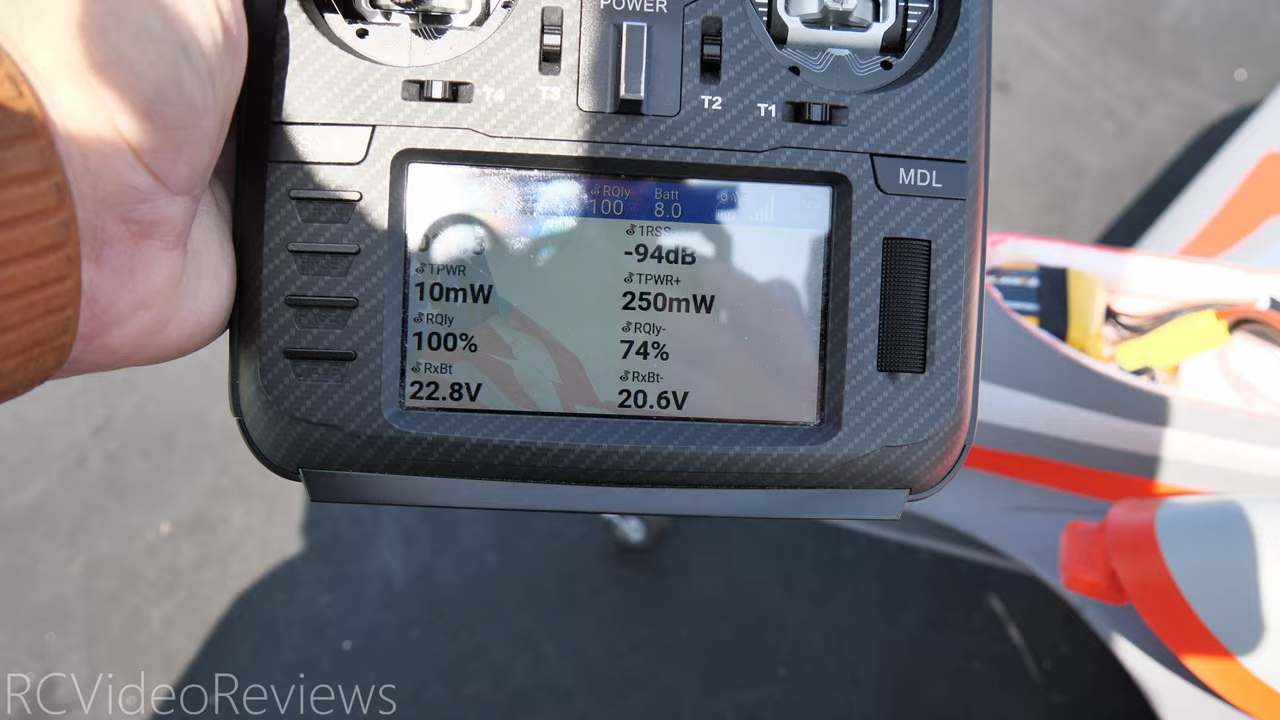 POWER
T4
T3
T2
T1
MDL
RQly
Batt
100
8.0
1RSS-
-94dB
TPWR
TPWR+
10mW
250mW
RQly
RQly-
100%
74%
RxBt
RxBt-
22.8V
20.6V
RCVideoReviews